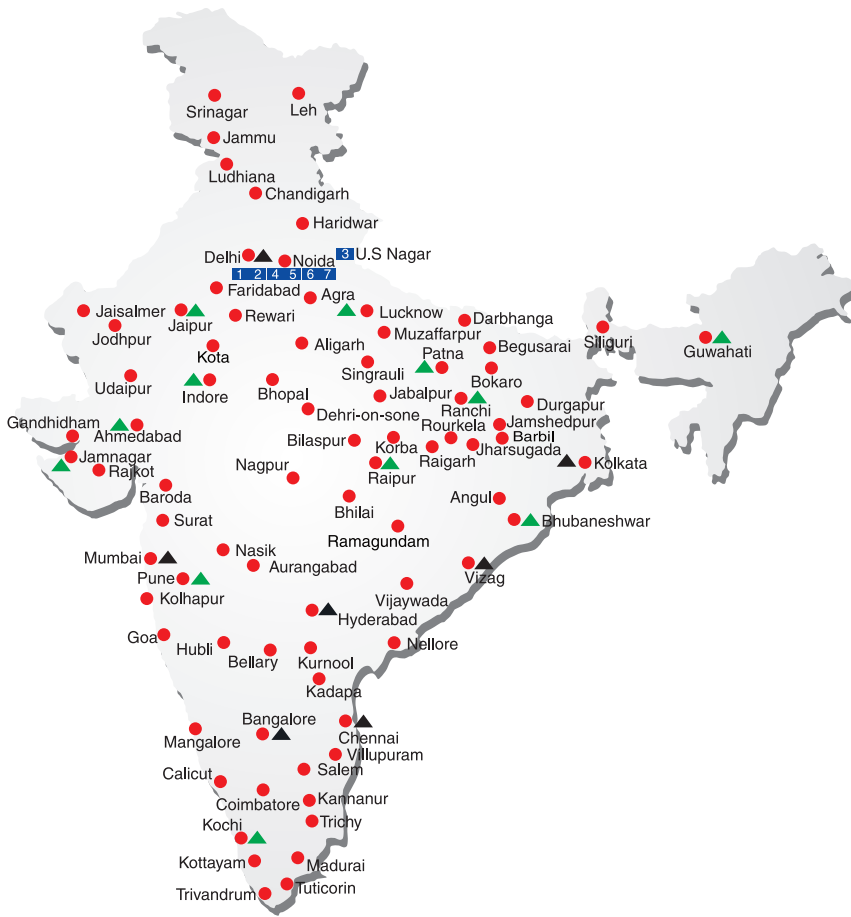 Srinagar
Leh
Jammu
Ludhiana
Chandigarh
Haridwar
Delhi
Noida
3 U.S Nagar
1 2 4 5 6 7
Faridabad
Agra
Jaisalmer
Jaipur
Rewari
Lucknow
Darbhanga
Jodhpur
Muzaffarpur
Siliguri
Guwahati
Kota
Aligarh
Patna
Begusarai
Udaipur
Indore
Bhopal
Singrauli
Bokaro
Jabalpur
Ranchi
Durgapur
Dehri-on-sone
Gandhidham
Ahmedabad
Rourkela
Jamshedpur
Bilaspur
Korba
Raigarh
Jharsugada
Barbil
Jamnagar
Rajkot
Nagpur
Raipur
Kolkata
Baroda
Bhilai
Angul
Surat
Bhubaneshwar
Ramagundam
Mumbai
Nasik
Aurangabad
Vizag
Pune
Kolhapur
Vijaywada
Hyderabad
Goa
Hubli
Bellary
Kurnool
Nellore
Kadapa
Bangalore
Mangalore
Chennai
Villupuram
Calicut
Salem
Coimbatore
Kannanur
Kochi
Trichy
Kottayam
Madurai
Trivandrum
Tuticorin